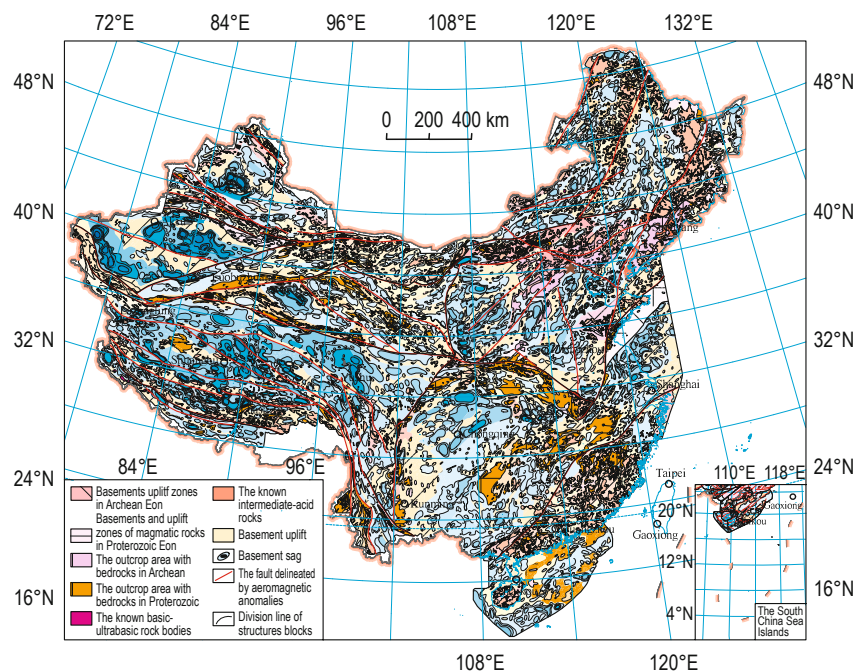 72°E 84°E 96°E 108°E 120°E 132°E
48°N 48°N
0 200 400 km
40°N 40°N
32°N 32°N
Shanghai
Chongqing
24°N 24°N
84°E 96°E
Taipei
110°E 118°E
Gaoxiong
20°N
Kunming
Gaoxiong
12°N
16°N 16°N
4°N
The South
China Sea
Islands
Basements uplitf zones
in Archean Eon
Basements and uplift
zones of magmatic rocks
in Proterozoic Eon
The outcrop area with
bedrocks in Archean
The outcrop area with
bedrocks in Proterozoic
The known basic-
ultrabasic rock bodies
The known
intermediate-acid
rocks
Basement uplift
Basement sag
The fault delineated
by aeromagnetic
anomalies
Division line of
structures blocks
108°E 120°E